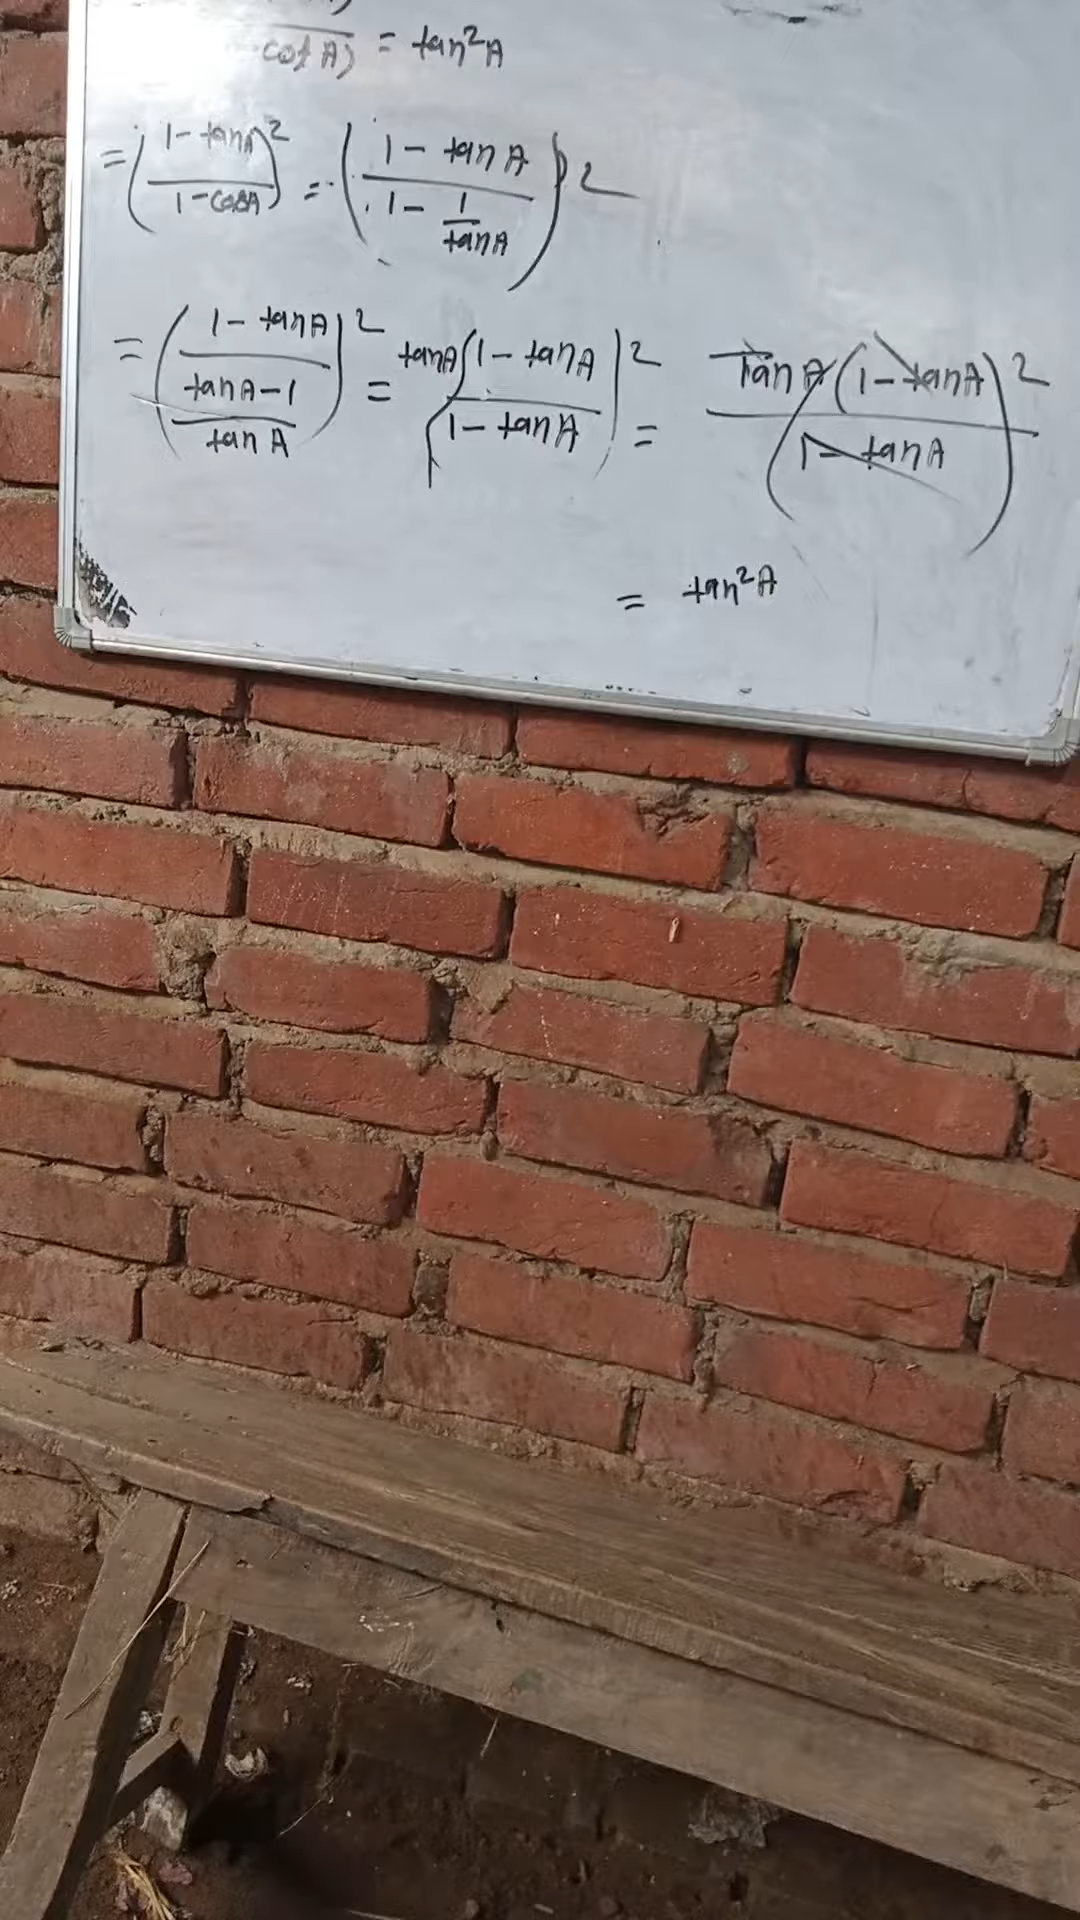 cot A) = tan²A
= (1 - tanA / 1 - cotA)² = (1 - tanA / 1 - 1/tanA)²
= (1 - tanA / (tanA - 1 / tanA))² = tanA(1 - tanA / 1 - tanA)² = tanA(1 - tanA)² / (1 - tanA)
= tan²A